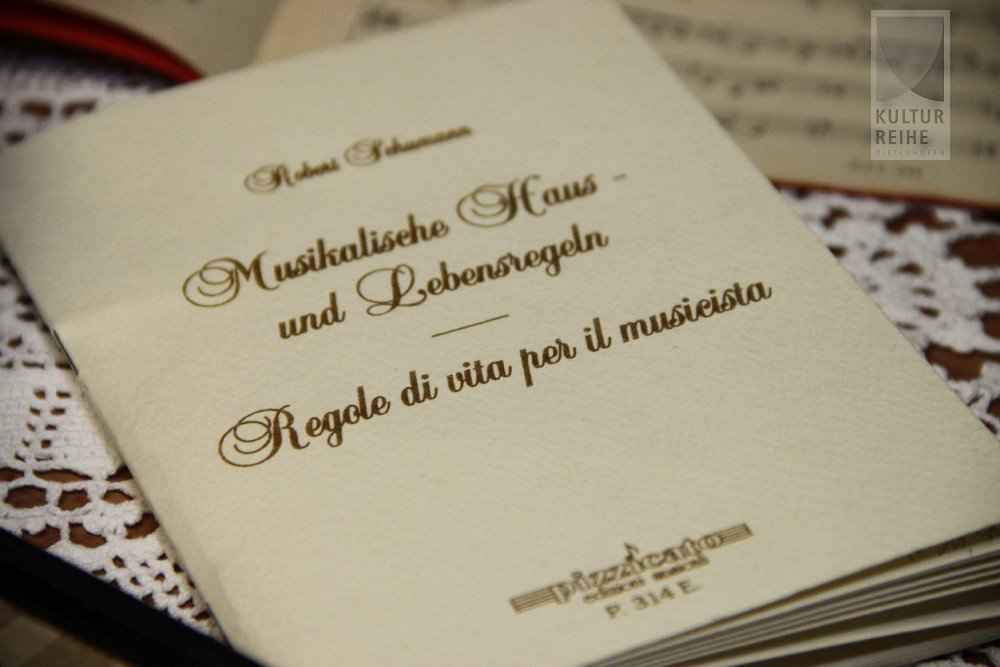 Robert Schumann
Musikalische Haus -
und Lebensregeln
Regole di vita per il musicista
pizzicato
edizioni musicali
P. 314 E.
KULTUR
REIHE
DIETENHOFEN